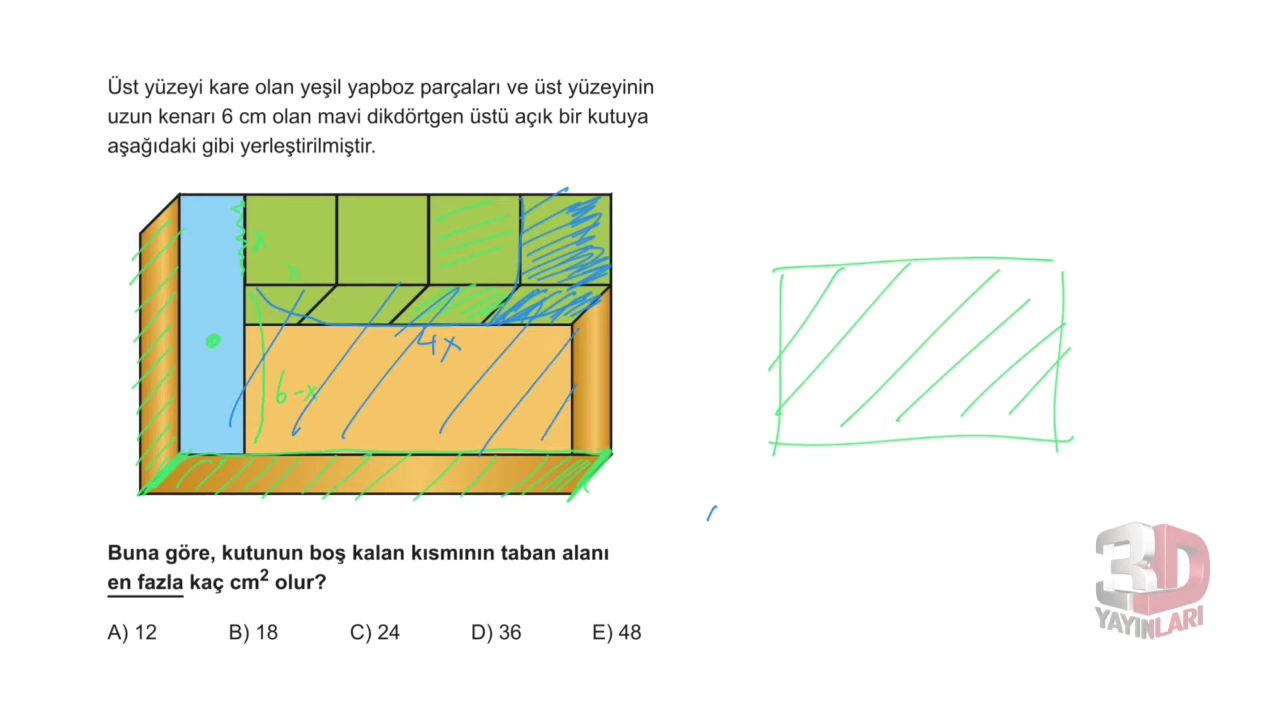 Üst yüzeyi kare olan yeşil yapboz parçaları ve üst yüzeyinin
uzun kenarı 6 cm olan mavi dikdörtgen üstü açık bir kutuya
aşağıdaki gibi yerleştirilmiştir.
x
x
4x
6-x
Buna göre, kutunun boş kalan kısmının taban alanı
en fazla kaç cm² olur?
A) 12 B) 18 C) 24 D) 36 E) 48
3D
YAYINLARI